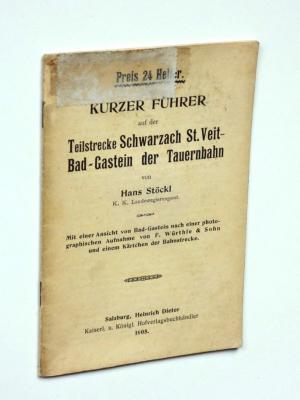 Preis 24 Heller.
KURZER FÜHRER
auf der
Teilstrecke Schwarzach St. Veit-
Bad-Gastein der Tauernbahn
von
Hans Stöckl
K. K. Landesregierungsrat.
Mit einer Ansicht von Bad-Gastein nach einer photo-
graphischen Aufnahme von F. Würthle & Sohn
und einem Kärtchen der Bahnstrecke.
Salzburg, Heinrich Dieter
Kaiserl. u. Königl. Hofverlagsbuchhändler
1905.